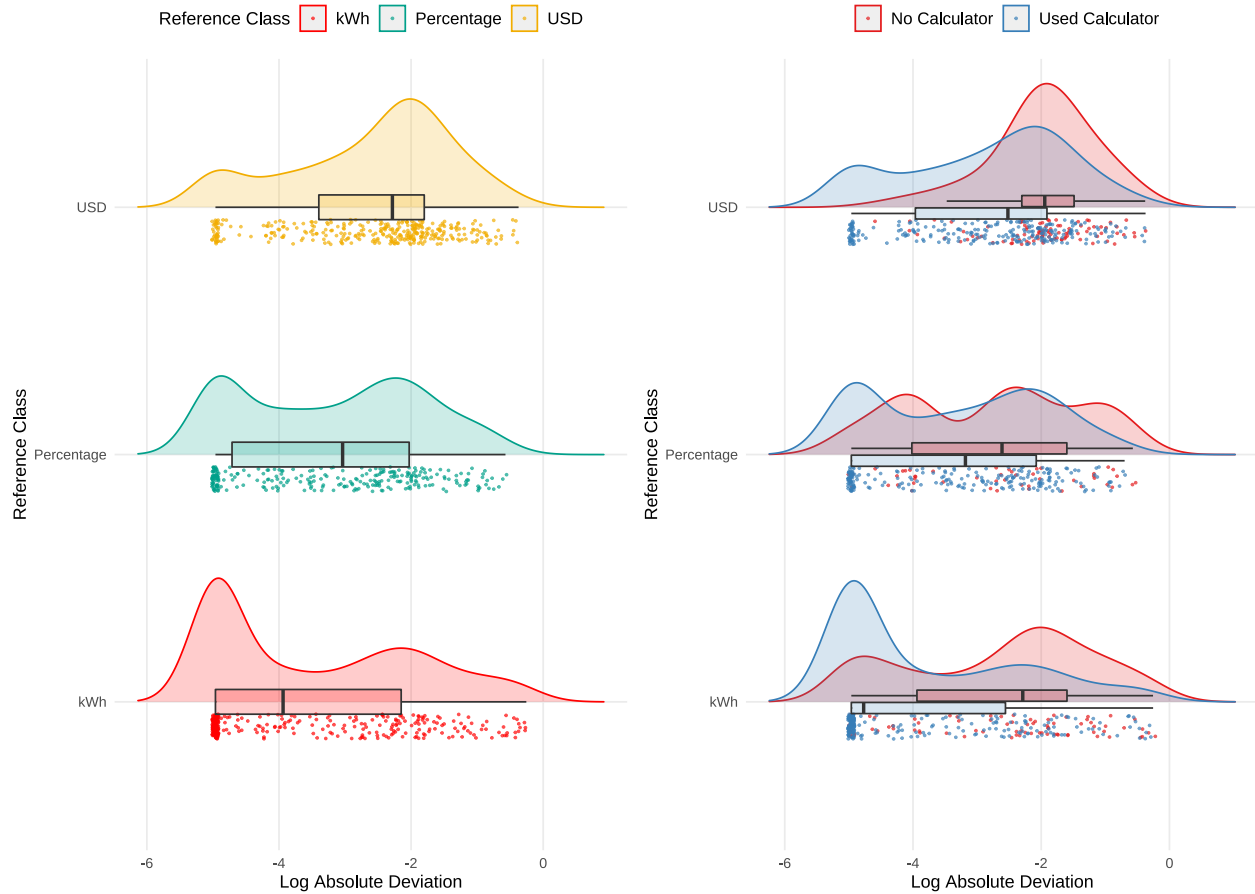 Reference Class kWh Percentage USD
USD
Percentage
kWh
Reference Class
-6 -4 -2 0
Log Absolute Deviation
No Calculator Used Calculator
USD
Percentage
kWh
Reference Class
-6 -4 -2 0
Log Absolute Deviation